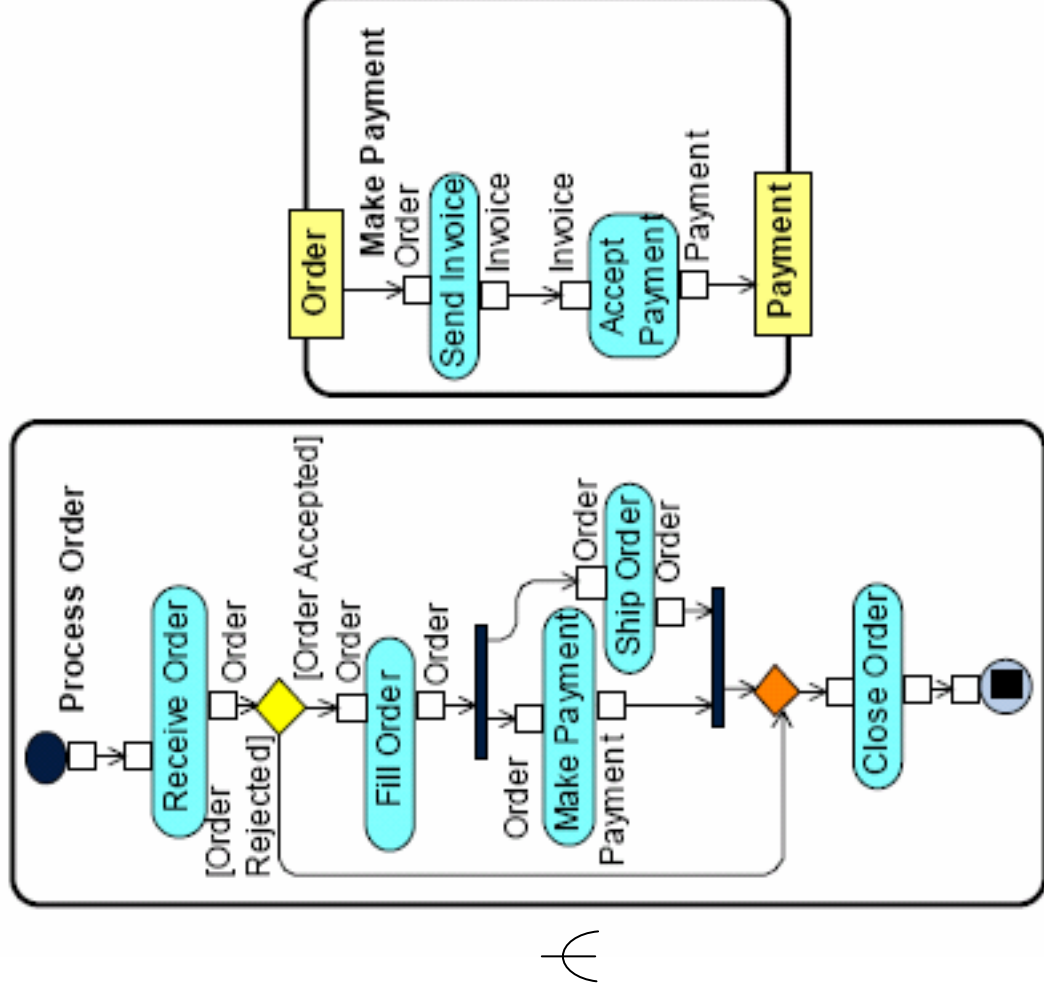 Process Order
Receive Order
Order
[Order
Rejected]
[Order Accepted]
Order
Fill Order
Order
Order
Make Payment
Payment
Order
Ship Order
Order
Close Order
Order
Make Payment
Order
Send Invoice
Invoice
Invoice
Accept
Payment
Payment
Payment